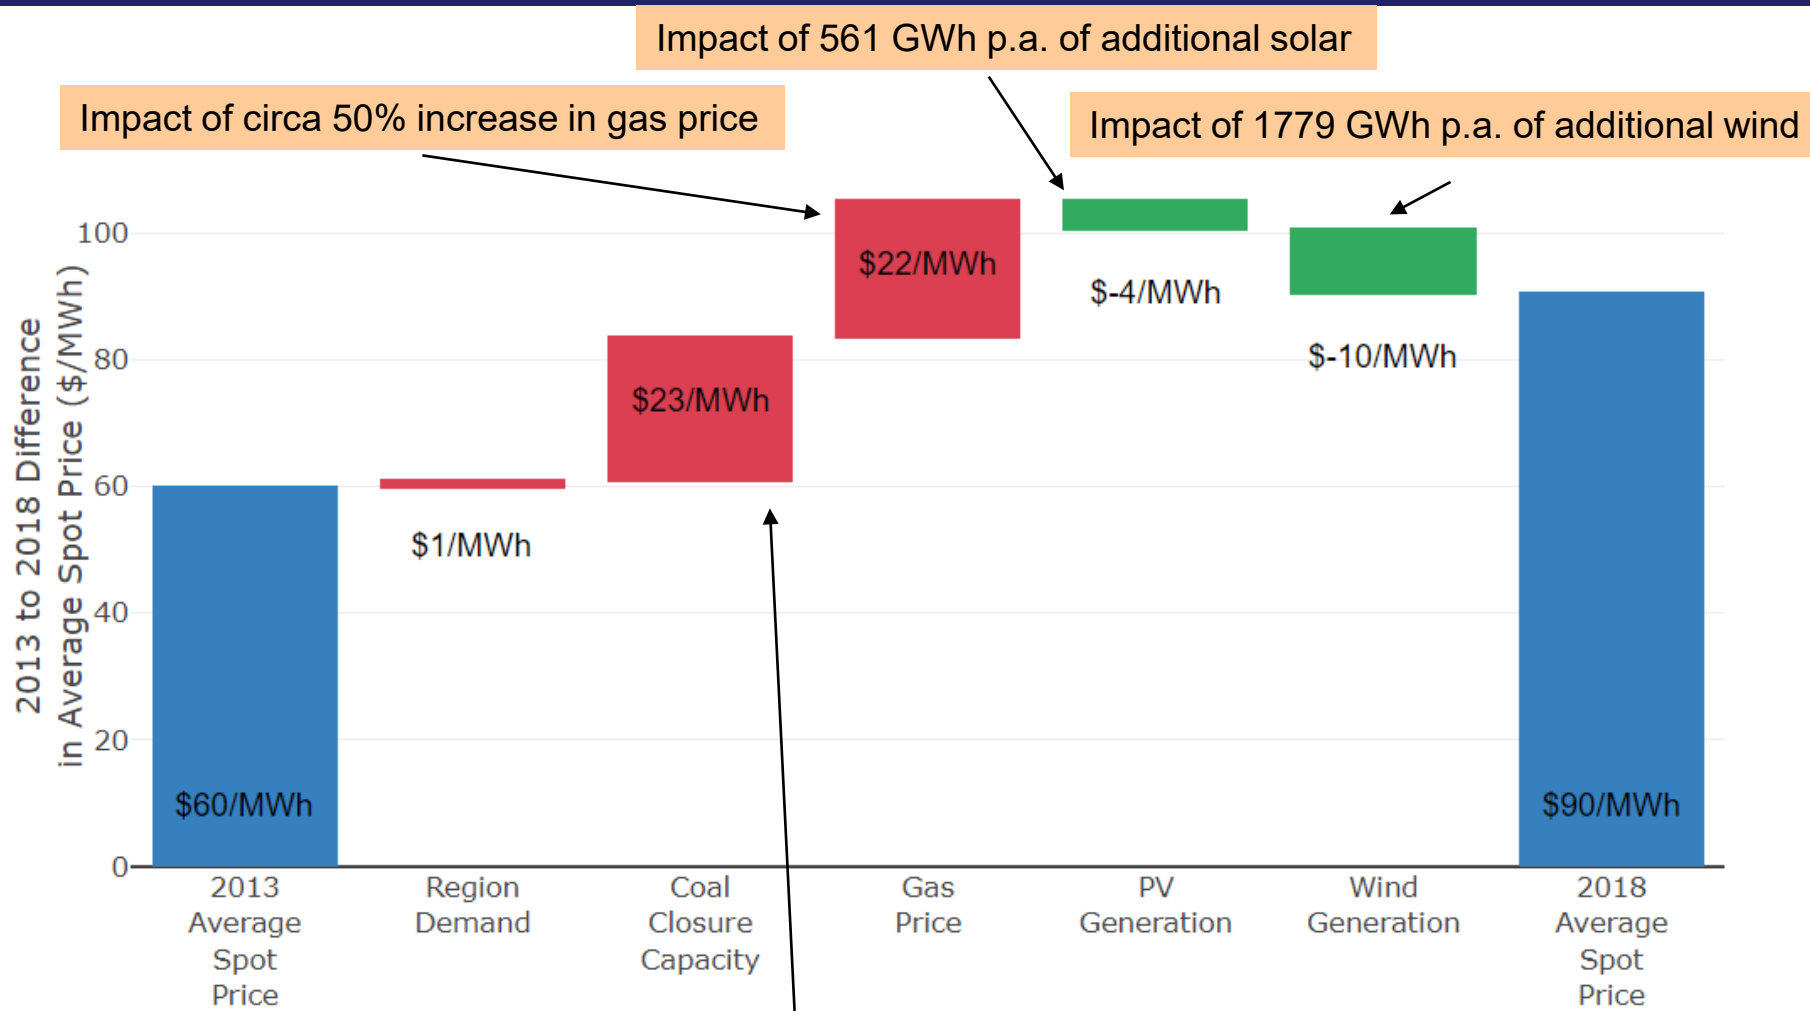 Impact of 561 GWh p.a. of additional solar
Impact of circa 50% increase in gas price
Impact of 1779 GWh p.a. of additional wind
2013 to 2018 Difference
in Average Spot Price ($/MWh)
100
80
60
40
20
0
$60/MWh
$1/MWh
$23/MWh
$22/MWh
$-4/MWh
$-10/MWh
$90/MWh
2013
Average
Spot
Price
Region
Demand
Coal
Closure
Capacity
Gas
Price
PV
Generation
Wind
Generation
2018
Average
Spot
Price